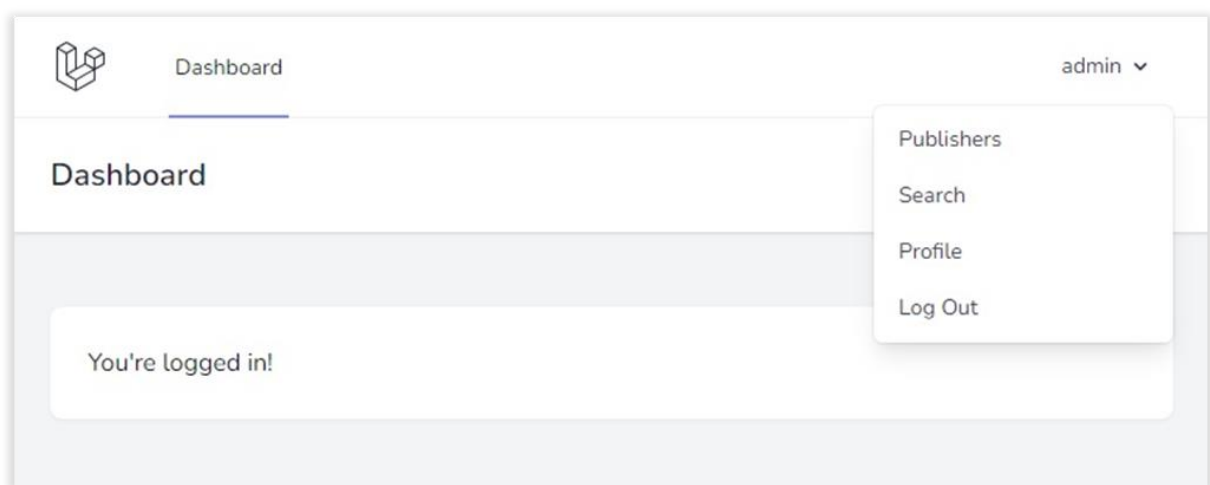 Dashboard
admin
Publishers
Dashboard
Search
Profile
Log Out
You're logged in!